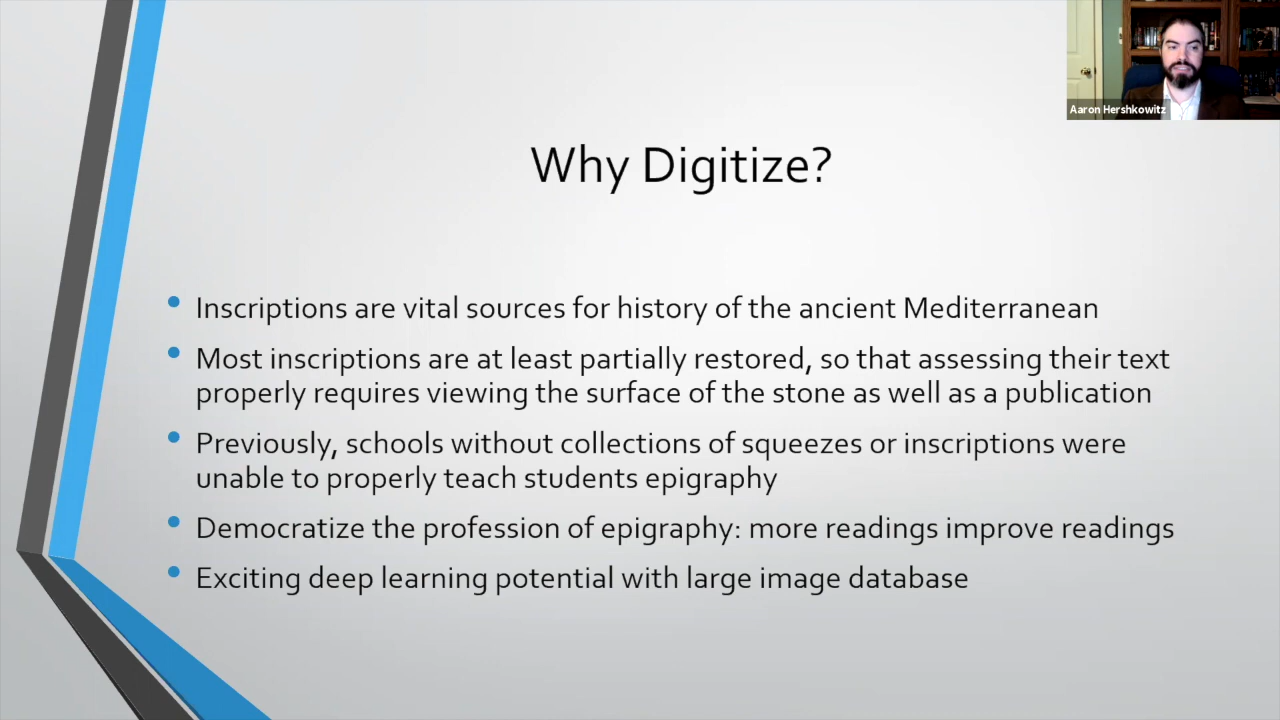 Aaron Hershkowitz
Why Digitize?
• Inscriptions are vital sources for history of the ancient Mediterranean
• Most inscriptions are at least partially restored, so that assessing their text
properly requires viewing the surface of the stone as well as a publication
• Previously, schools without collections of squeezes or inscriptions were
unable to properly teach students epigraphy
• Democratize the profession of epigraphy: more readings improve readings
• Exciting deep learning potential with large image database